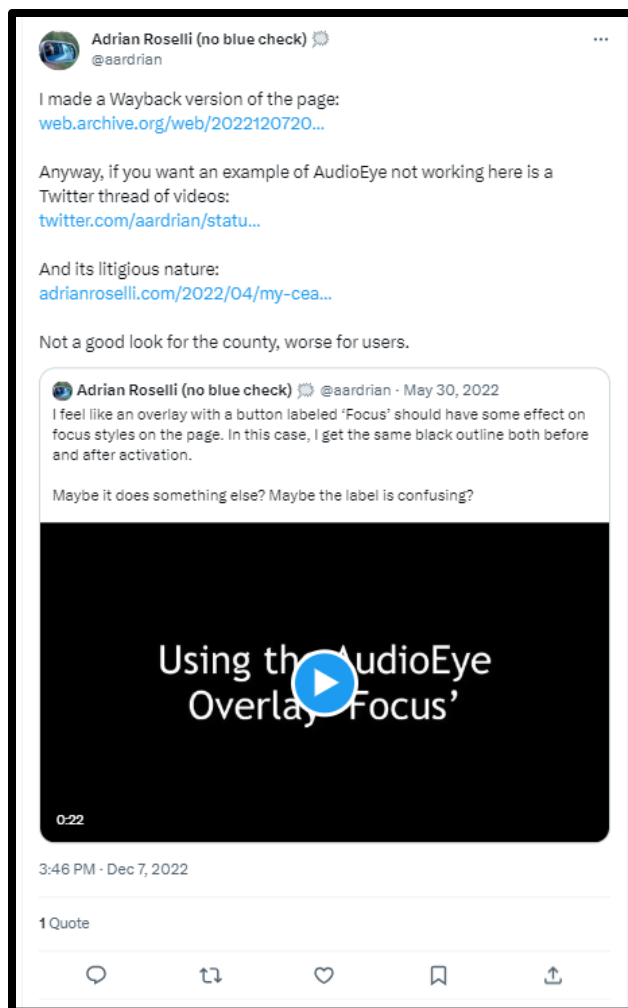 Adrian Roselli (no blue check)
@aardrian
I made a Wayback version of the page:
web.archive.org/web/2022120720...
Anyway, if you want an example of AudioEye not working here is a
Twitter thread of videos:
twitter.com/aardrian/statu...
And its litigious nature:
adrianroselli.com/2022/04/my-cea...
Not a good look for the county, worse for users.
Adrian Roselli (no blue check) @aardrian · May 30, 2022
I feel like an overlay with a button labeled ‘Focus’ should have some effect on
focus styles on the page. In this case, I get the same black outline both before
and after activation.
Maybe it does something else? Maybe the label is confusing?
Using the AudioEye
Overlay ‘Focus’
0:22
3:46 PM · Dec 7, 2022
1 Quote